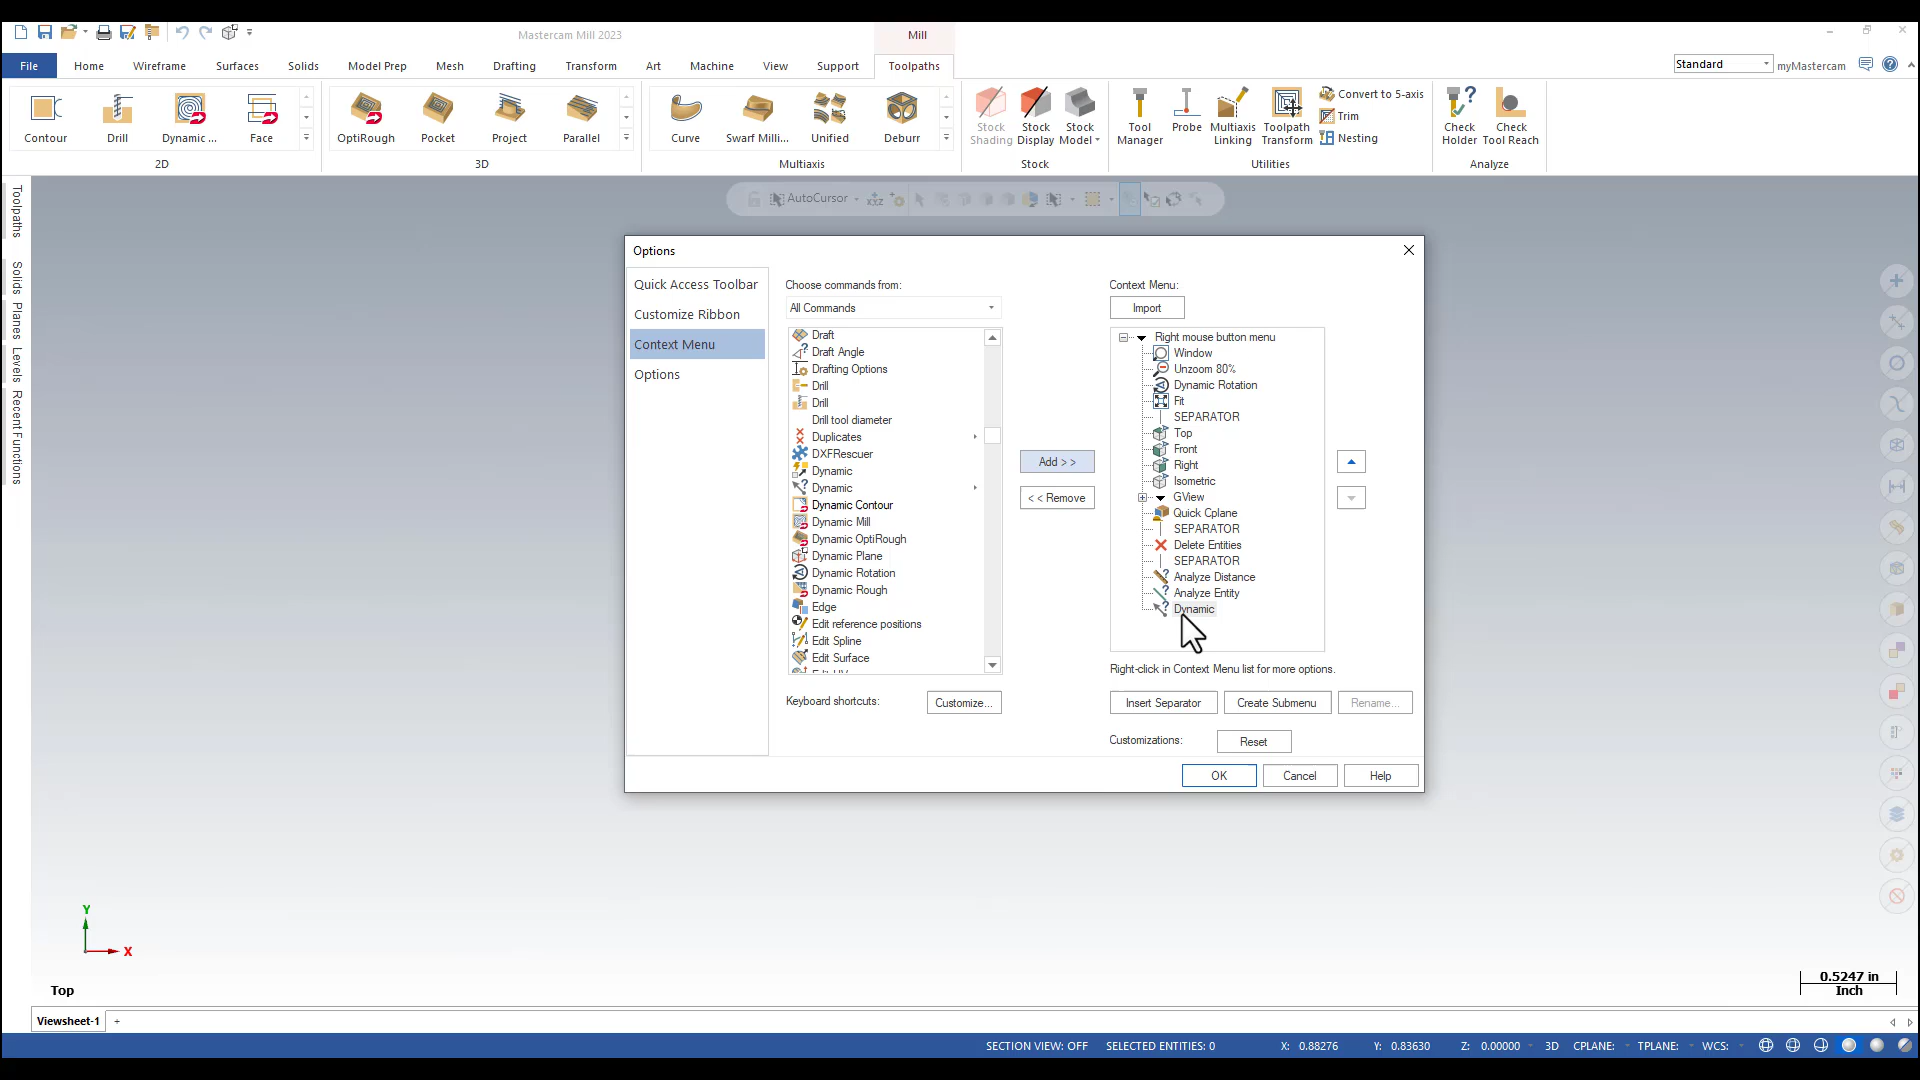 Mastercam Mill 2023
Mill
File
Home
Wireframe
Surfaces
Solids
Model Prep
Mesh
Drafting
Transform
Art
Machine
View
Support
Toolpaths
Standard
myMastercam
Contour
Drill
Dynamic ...
Face
OptiRough
Pocket
Project
Parallel
Curve
Swarf Milli...
Unified
Deburr
Stock
Shading
Stock
Display
Stock
Model
Tool
Manager
Probe
Multiaxis
Linking
Toolpath
Transform
Convert to 5-axis
Trim
Nesting
Check
Holder
Check
Tool Reach
2D
3D
Multiaxis
Stock
Utilities
Analyze
Toolpaths
Solids
Planes
Levels
Recent Functions
AutoCursor
XYZ
Options
Quick Access Toolbar
Customize Ribbon
Context Menu
Options
Choose commands from:
All Commands
Draft
Draft Angle
Drafting Options
Drill
Drill
Drill tool diameter
Duplicates
DXFRescuer
Dynamic
Dynamic
Dynamic Contour
Dynamic Mill
Dynamic OptiRough
Dynamic Plane
Dynamic Rotation
Dynamic Rough
Edge
Edit reference positions
Edit Spline
Edit Surface
Add > >
< < Remove
Keyboard shortcuts:
Customize...
Context Menu:
Import
Right mouse button menu
Window
Unzoom 80%
Dynamic Rotation
Fit
SEPARATOR
Top
Front
Right
Isometric
GView
Quick Cplane
SEPARATOR
Delete Entities
SEPARATOR
Analyze Distance
Analyze Entity
Dynamic
Right-click in Context Menu list for more options.
Insert Separator
Create Submenu
Rename...
Customizations:
Reset
OK
Cancel
Help
Y
X
Top
0.5247 in
Inch
Viewsheet-1
+
SECTION VIEW: OFF
SELECTED ENTITIES: 0
X: 0.88276
Y: 0.83630
Z: 0.00000
3D
CPLANE:
TPLANE:
WCS: